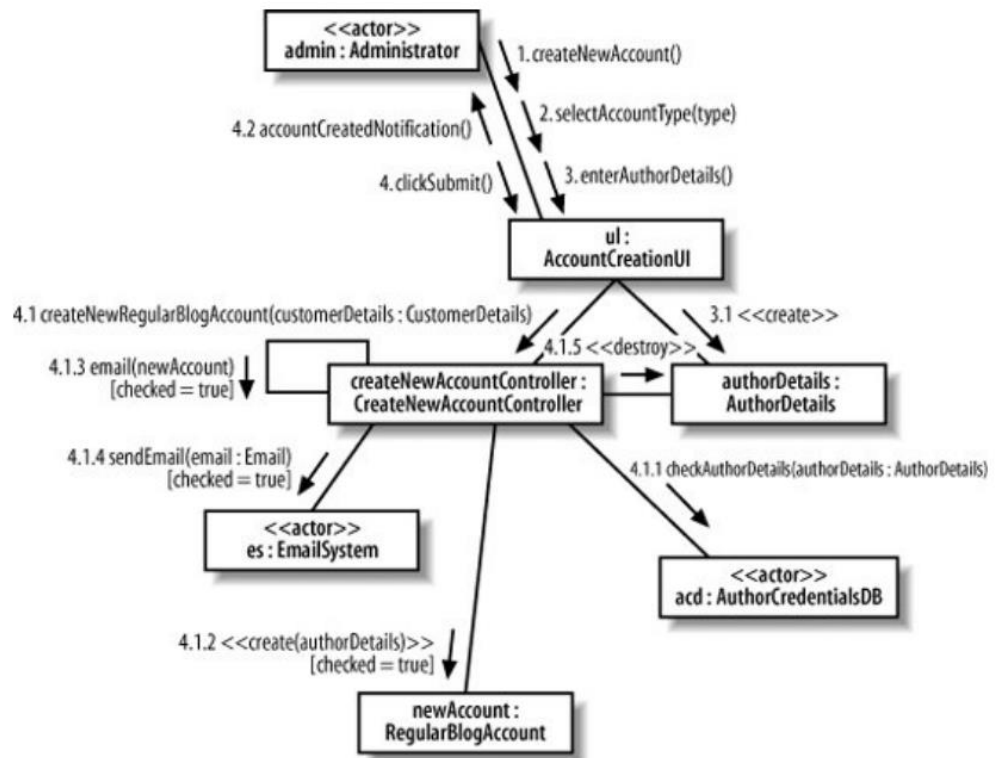 <<actor>>
admin : Administrator
1. createNewAccount()
2. selectAccountType(type)
4.2 accountCreatedNotification()
3. enterAuthorDetails()
4. clickSubmit()
uI :
AccountCreationUI
4.1 createNewRegularBlogAccount(customerDetails : CustomerDetails)
3.1 <<create>>
4.1.5 <<destroy>>
4.1.3 email(newAccount)
[checked = true]
createNewAccountController :
CreateNewAccountController
authorDetails :
AuthorDetails
4.1.4 sendEmail(email : Email)
[checked = true]
4.1.1 checkAuthorDetails(authorDetails : AuthorDetails)
<<actor>>
es : EmailSystem
<<actor>>
acd : AuthorCredentialsDB
4.1.2 <<create(authorDetails)>>
[checked = true]
newAccount :
RegularBlogAccount